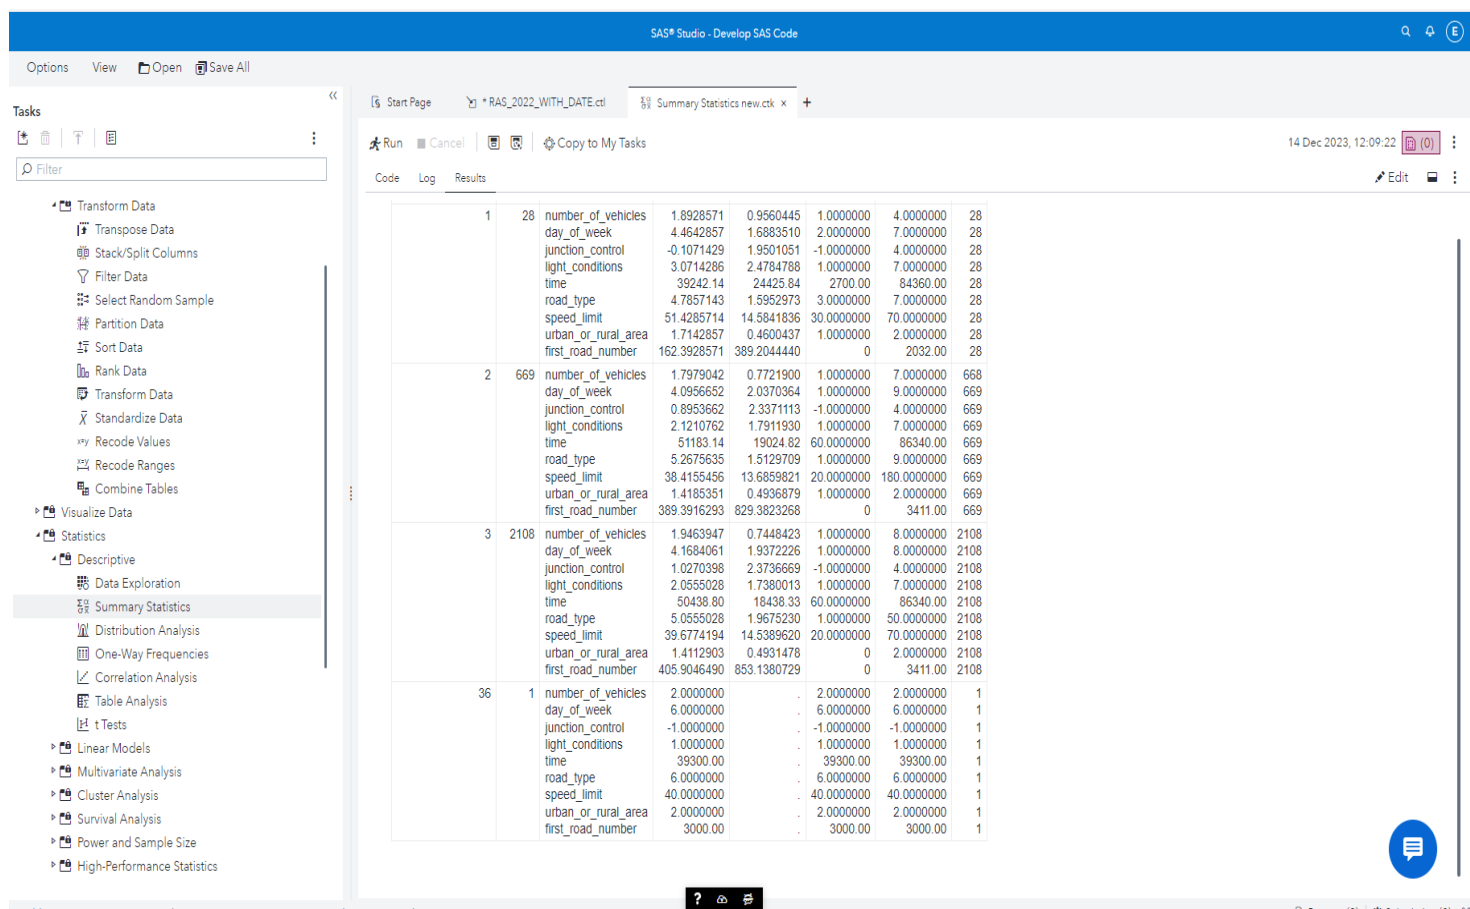 SAS® Studio - Develop SAS Code
E
Options View Open Save All
Tasks
Filter
Transform Data
Transpose Data
Stack/Split Columns
Filter Data
Select Random Sample
Partition Data
Sort Data
Rank Data
Transform Data
Standardize Data
Recode Values
Recode Ranges
Combine Tables
Visualize Data
Statistics
Descriptive
Data Exploration
Summary Statistics
Distribution Analysis
One-Way Frequencies
Correlation Analysis
Table Analysis
t Tests
Linear Models
Multivariate Analysis
Cluster Analysis
Survival Analysis
Power and Sample Size
High-Performance Statistics
Start Page * RAS_2022_WITH_DATE.ctl Summary Statistics new.ctk × +
Run Cancel Copy to My Tasks 14 Dec 2023, 12:09:22 (0)
Code Log Results Edit
1 28 number_of_vehicles 1.8928571 0.9560445 1.0000000 4.0000000 28
day_of_week 4.4642857 1.6883510 2.0000000 7.0000000 28
junction_control -0.1071429 1.9501051 -1.0000000 4.0000000 28
light_conditions 3.0714286 2.4784788 1.0000000 7.0000000 28
time 39242.14 24425.84 2700.00 84360.00 28
road_type 4.7857143 1.5952973 3.0000000 7.0000000 28
speed_limit 51.4285714 14.5841836 30.0000000 70.0000000 28
urban_or_rural_area 1.7142857 0.4600437 1.0000000 2.0000000 28
first_road_number 162.3928571 389.2044440 0 2032.00 28
2 669 number_of_vehicles 1.7979042 0.7721900 1.0000000 7.0000000 668
day_of_week 4.0956652 2.0370364 1.0000000 9.0000000 669
junction_control 0.8953662 2.3371113 -1.0000000 4.0000000 669
light_conditions 2.1210762 1.7911930 1.0000000 7.0000000 669
time 51183.14 19024.82 60.0000000 86340.00 669
road_type 5.2675635 1.5129709 1.0000000 9.0000000 669
speed_limit 38.4155456 13.6859821 20.0000000 180.0000000 669
urban_or_rural_area 1.4185351 0.4936879 1.0000000 2.0000000 669
first_road_number 389.3916293 829.3823268 0 3411.00 669
3 2108 number_of_vehicles 1.9463947 0.7448423 1.0000000 8.0000000 2108
day_of_week 4.1684061 1.9372226 1.0000000 8.0000000 2108
junction_control 1.0270398 2.3736669 -1.0000000 4.0000000 2108
light_conditions 2.0555028 1.7380013 1.0000000 7.0000000 2108
time 50438.80 18438.33 60.0000000 86340.00 2108
road_type 5.0555028 1.9675230 1.0000000 50.0000000 2108
speed_limit 39.6774194 14.5389620 20.0000000 70.0000000 2108
urban_or_rural_area 1.4112903 0.4931478 0 2.0000000 2108
first_road_number 405.9046490 853.1380729 0 3411.00 2108
36 1 number_of_vehicles 2.0000000 . 2.0000000 2.0000000 1
day_of_week 6.0000000 . 6.0000000 6.0000000 1
junction_control -1.0000000 . -1.0000000 -1.0000000 1
light_conditions 1.0000000 . 1.0000000 1.0000000 1
time 39300.00 . 39300.00 39300.00 1
road_type 6.0000000 . 6.0000000 6.0000000 1
speed_limit 40.0000000 . 40.0000000 40.0000000 1
urban_or_rural_area 2.0000000 . 2.0000000 2.0000000 1
first_road_number 3000.00 . 3000.00 3000.00 1
?